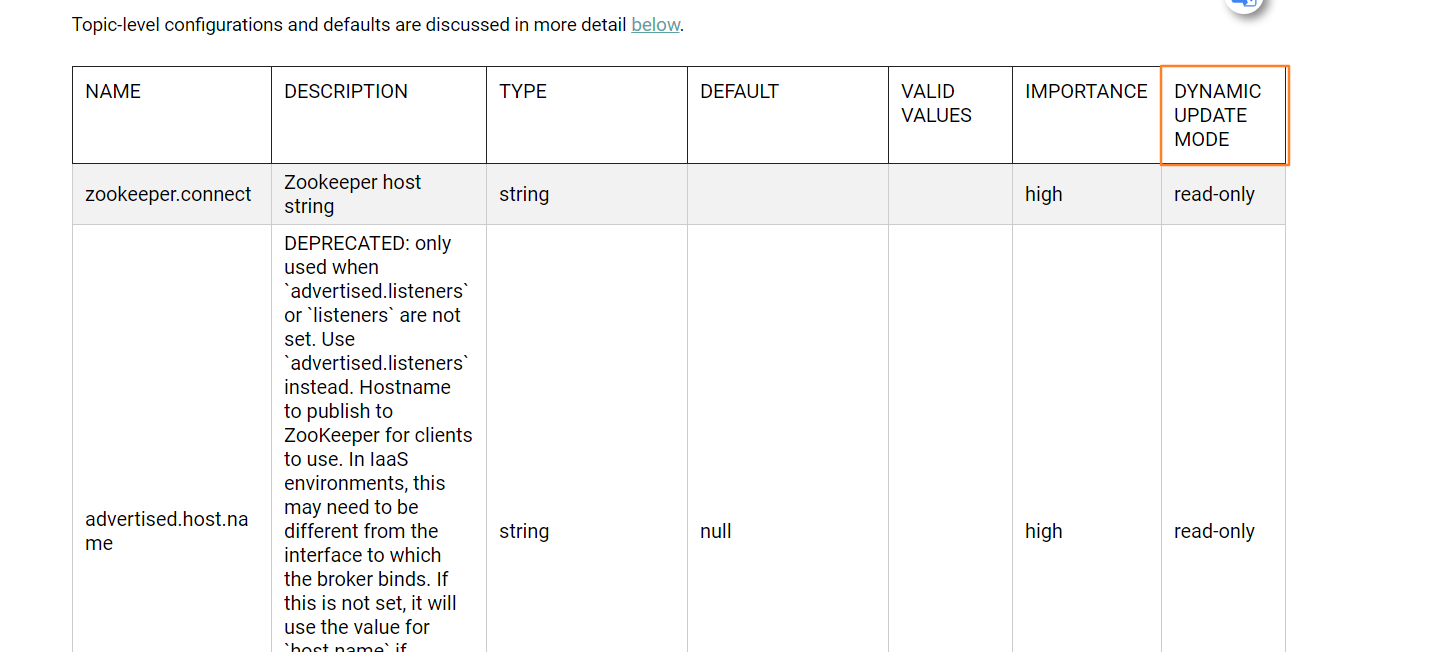 Topic-level configurations and defaults are discussed in more detail below.
NAME
DESCRIPTION
TYPE
DEFAULT
VALID
VALUES
IMPORTANCE
DYNAMIC
UPDATE
MODE
zookeeper.connect
Zookeeper host
string
string
high
read-only
advertised.host.na
me
DEPRECATED: only
used when
`advertised.listeners`
or `listeners` are not
set. Use
`advertised.listeners`
instead. Hostname
to publish to
ZooKeeper for clients
to use. In IaaS
environments, this
may need to be
different from the
interface to which
the broker binds. If
this is not set, it will
use the value for
`host.name` if
string
null
high
read-only